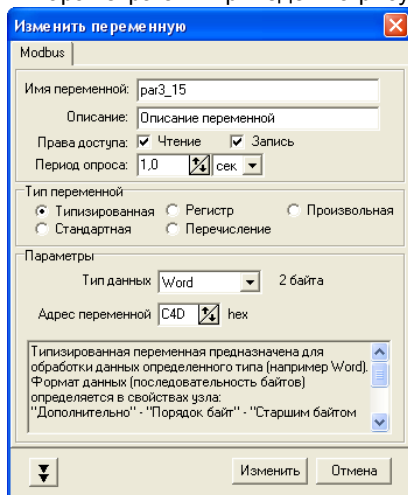 Изменить переменную
Modbus
Имя переменной: par3_15
Описание: Описание переменной
Права доступа: Чтение Запись
Период опроса: 1,0 сек
Тип переменной
Типизированная Регистр Произвольная
Стандартная Перечисление
Параметры
Тип данных Word 2 байта
Адрес переменной C4D hex
Типизированная переменная предназначена для
обработки данных определенного типа (например Word).
Формат данных (последовательность байтов)
определяется в свойствах узла:
"Дополнительно" - "Порядок байт" - "Старшим байтом
Изменить Отмена